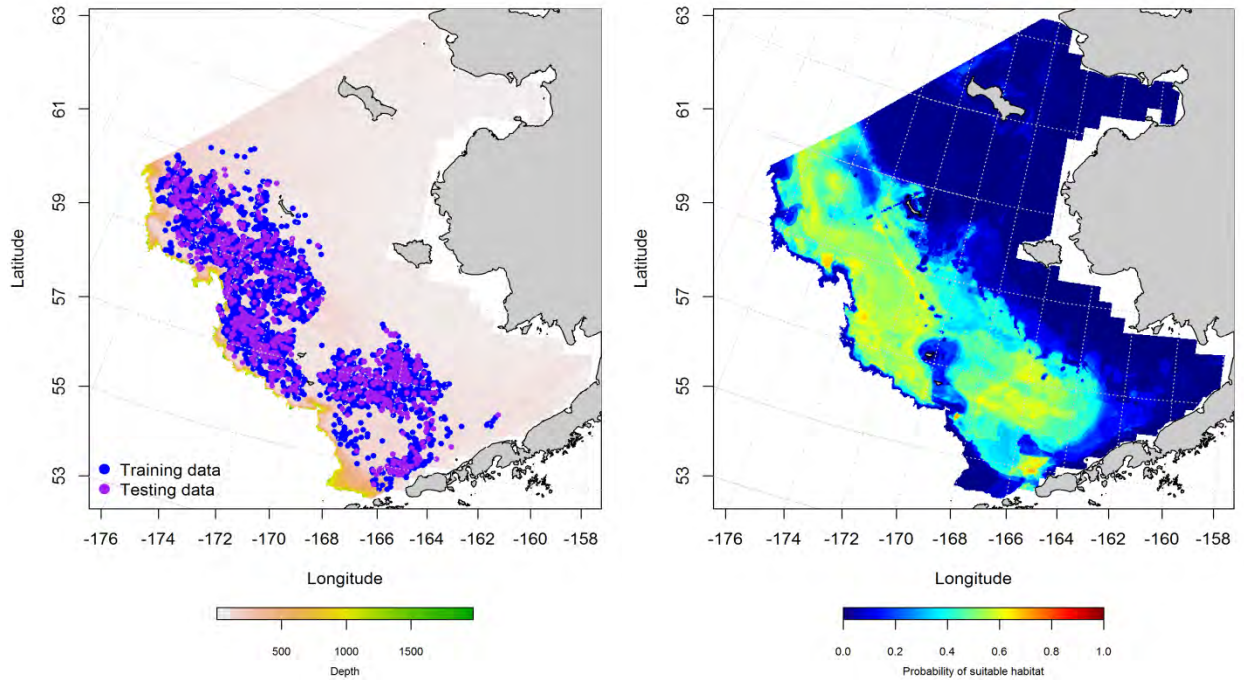 63
61
59
57
55
53
Latitude
Training data
Testing data
-176 -174 -172 -170 -168 -166 -164 -162 -160 -158
Longitude
500 1000 1500
Depth
63
61
59
57
55
53
Latitude
-176 -174 -172 -170 -168 -166 -164 -162 -160 -158
Longitude
0.0 0.2 0.4 0.6 0.8 1.0
Probability of suitable habitat